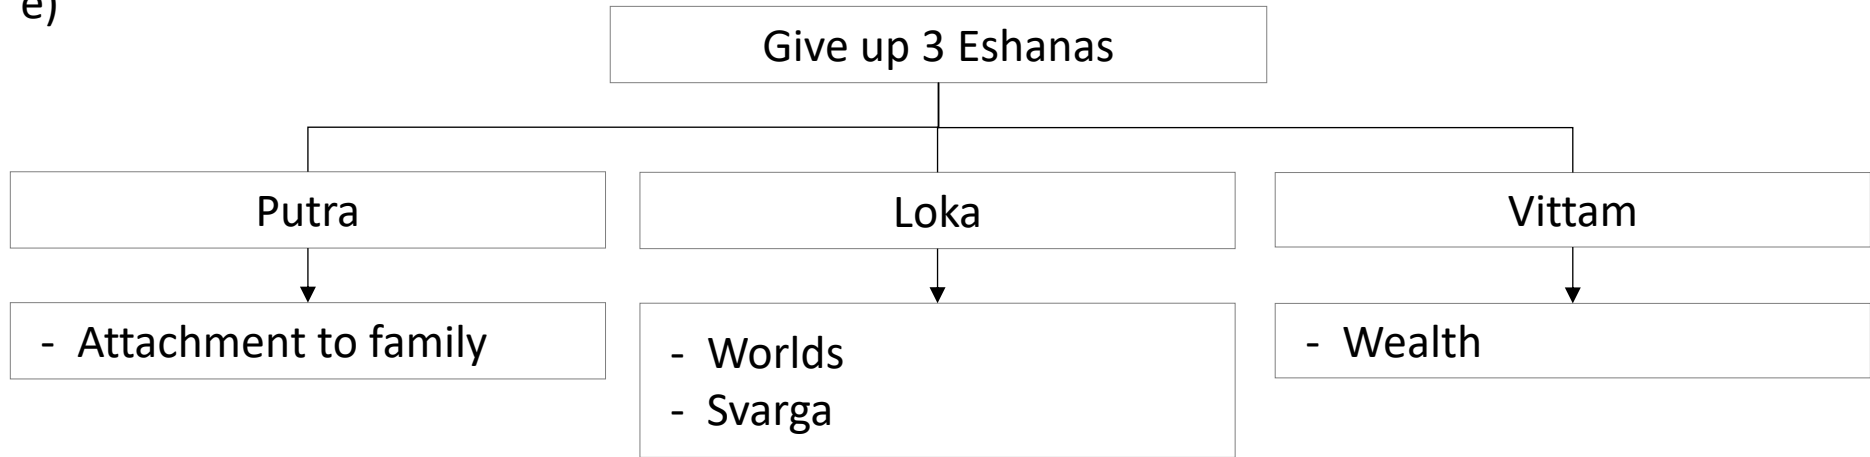 e)
Give up 3 Eshanas
Putra
Loka
Vittam
- Attachment to family
- Worlds
- Svarga
- Wealth